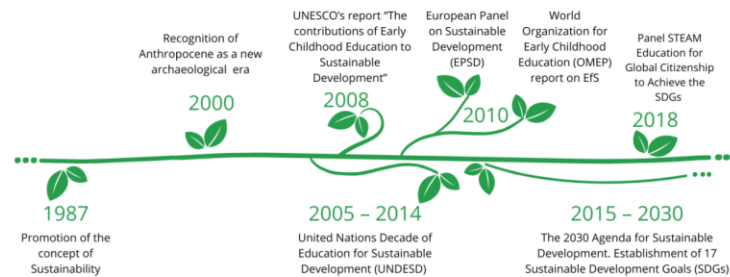 Recognition of
Anthropocene as a new
archaeological era
2000
UNESCO's report "The
contributions of Early
Childhood Education to
Sustainable
Development"
2008
European Panel
on Sustainable
Development
(EPSD)
2010
World
Organization for
Early Childhood
Education (OMEP)
report on EfS
Panel STEAM
Education for
Global Citizenship
to Achieve the
SDGs
2018
1987
Promotion of the
concept of
Sustainability
2005 – 2014
United Nations Decade of
Education for Sustainable
Development (UNDESD)
2015 – 2030
The 2030 Agenda for Sustainable
Development. Establishment of 17
Sustainable Development Goals (SDGs)